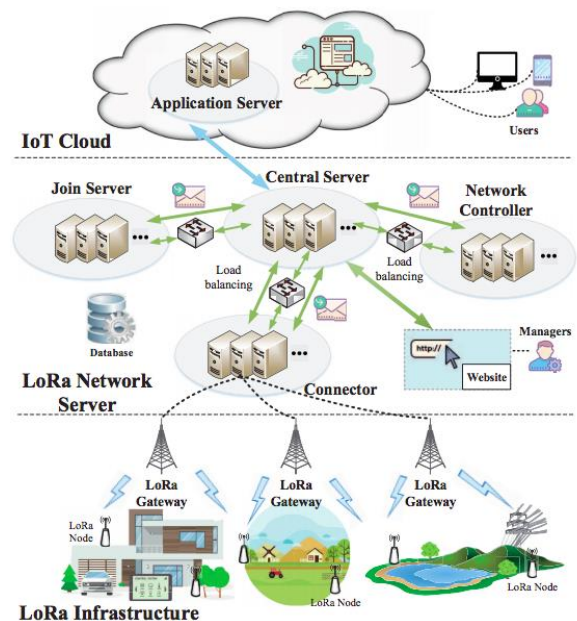 Application Server
IoT Cloud
Users
Join Server
Central Server
Network
Controller
Load
balancing
Load
balancing
Database
http://
Website
Managers
LoRa Network
Server
Connector
LoRa
Gateway
LoRa
Gateway
LoRa
Gateway
LoRa
Node
LoRa Node
LoRa Node
LoRa Infrastructure